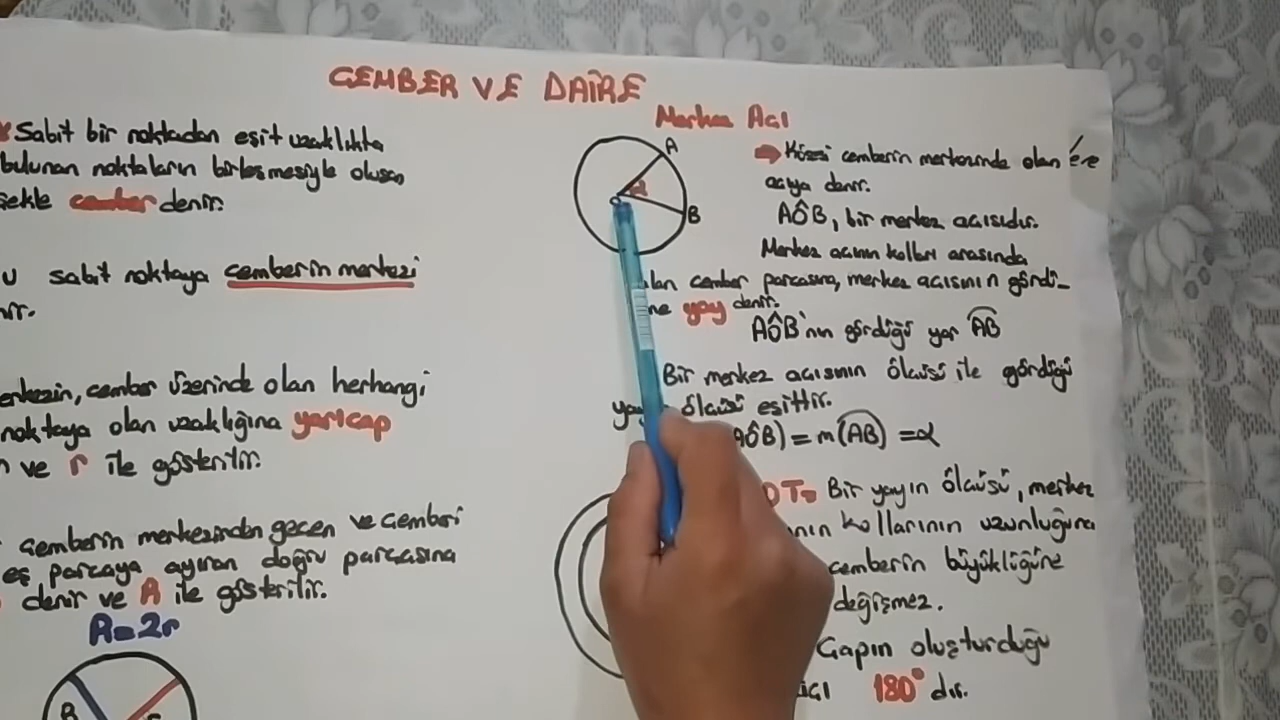 ÇEMBER VE DAİRE
Sabit bir noktadan eşit uzaklıkta
bulunan noktaların birleşmesiyle oluşan
şekle çember denir.
sabit noktaya çemberin merkezi
çember üzerinde olan herhangi
noktaya olan uzaklığına yarıçap
ve r ile gösterilir.
çemberin merkezinden geçen ve çemberi
eş parçaya ayıran doğru parçasına
denir ve R ile gösterilir.
R=2r
Merkez Açı
A
α
O
B
Köşesi çemberin merkezinde olan
açıya denir.
AÔB, bir merkez açısıdır.
Merkez açının kolları arasında
çember parçasına, merkez açısının gördü-
yay denir.
AÔB'nın gördüğü yay AB
Bir merkez açısının ölçüsü ile gördüğü
ölçüsü eşittir.
AÔB) = m(AB) = α
Bir yayın ölçüsü, merkez
kollarının uzunluğuna
çemberin büyüklüğüne
değişmez.
Çapın oluşturduğu
180° dir.